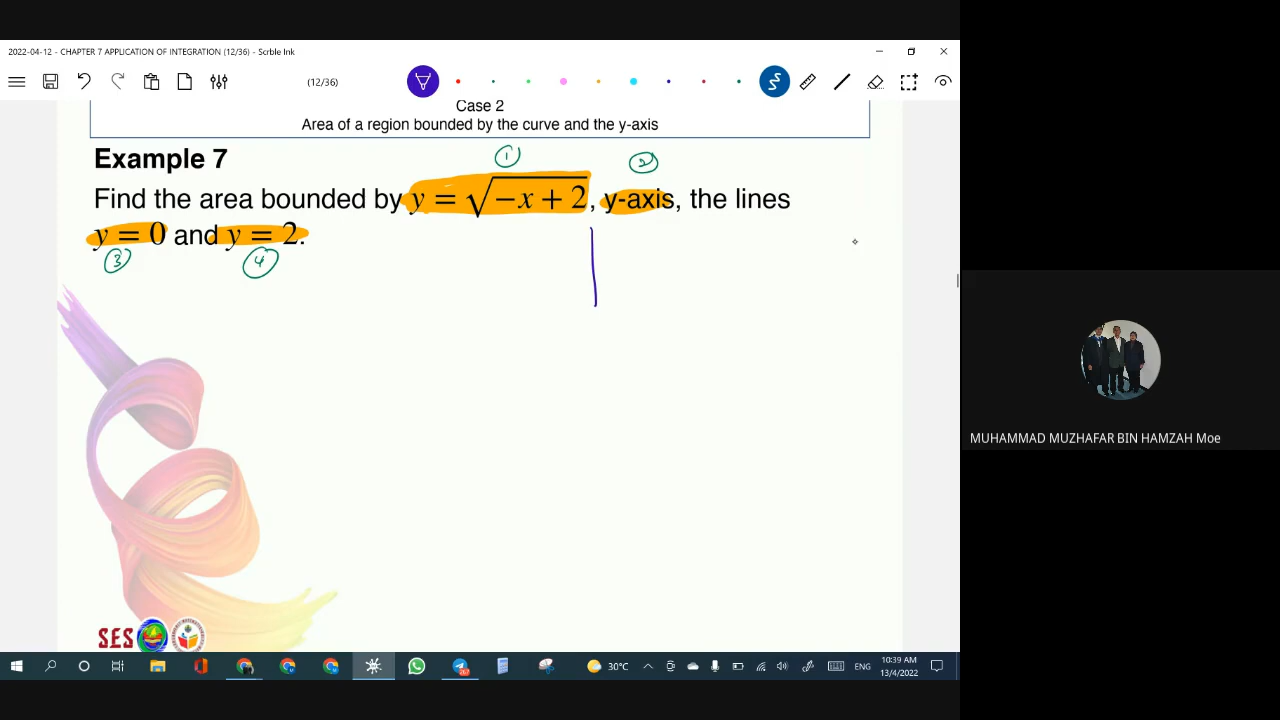 2022-04-12 - CHAPTER 7 APPLICATION OF INTEGRATION (12/36) - Scrble Ink
(12/36)
Case 2
Area of a region bounded by the curve and the y-axis
Example 7
① ②
Find the area bounded by y = √(−x + 2), y-axis, the lines
y = 0 and y = 2.
③ ④
MUHAMMAD MUZHAFAR BIN HAMZAH Moe
SES
30°C
ENG
10:39 AM
13/4/2022